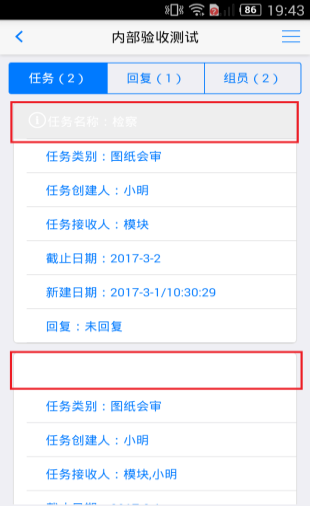 86 19:43
内部验收测试
任务（2）
回复（1）
组员（2）
任务名称：检察
任务类别：图纸会审
任务创建人：小明
任务接收人：模块
截止日期：2017-3-2
新建日期：2017-3-1/10:30:29
回复：未回复
任务类别：图纸会审
任务创建人：小明
任务接收人：模块,小明